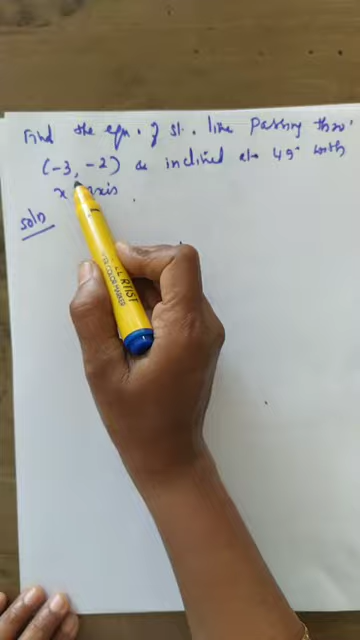 Find the eqn. of st. line passing thro'
(-3, -2) & inclined at 45° with
x axis.
soln